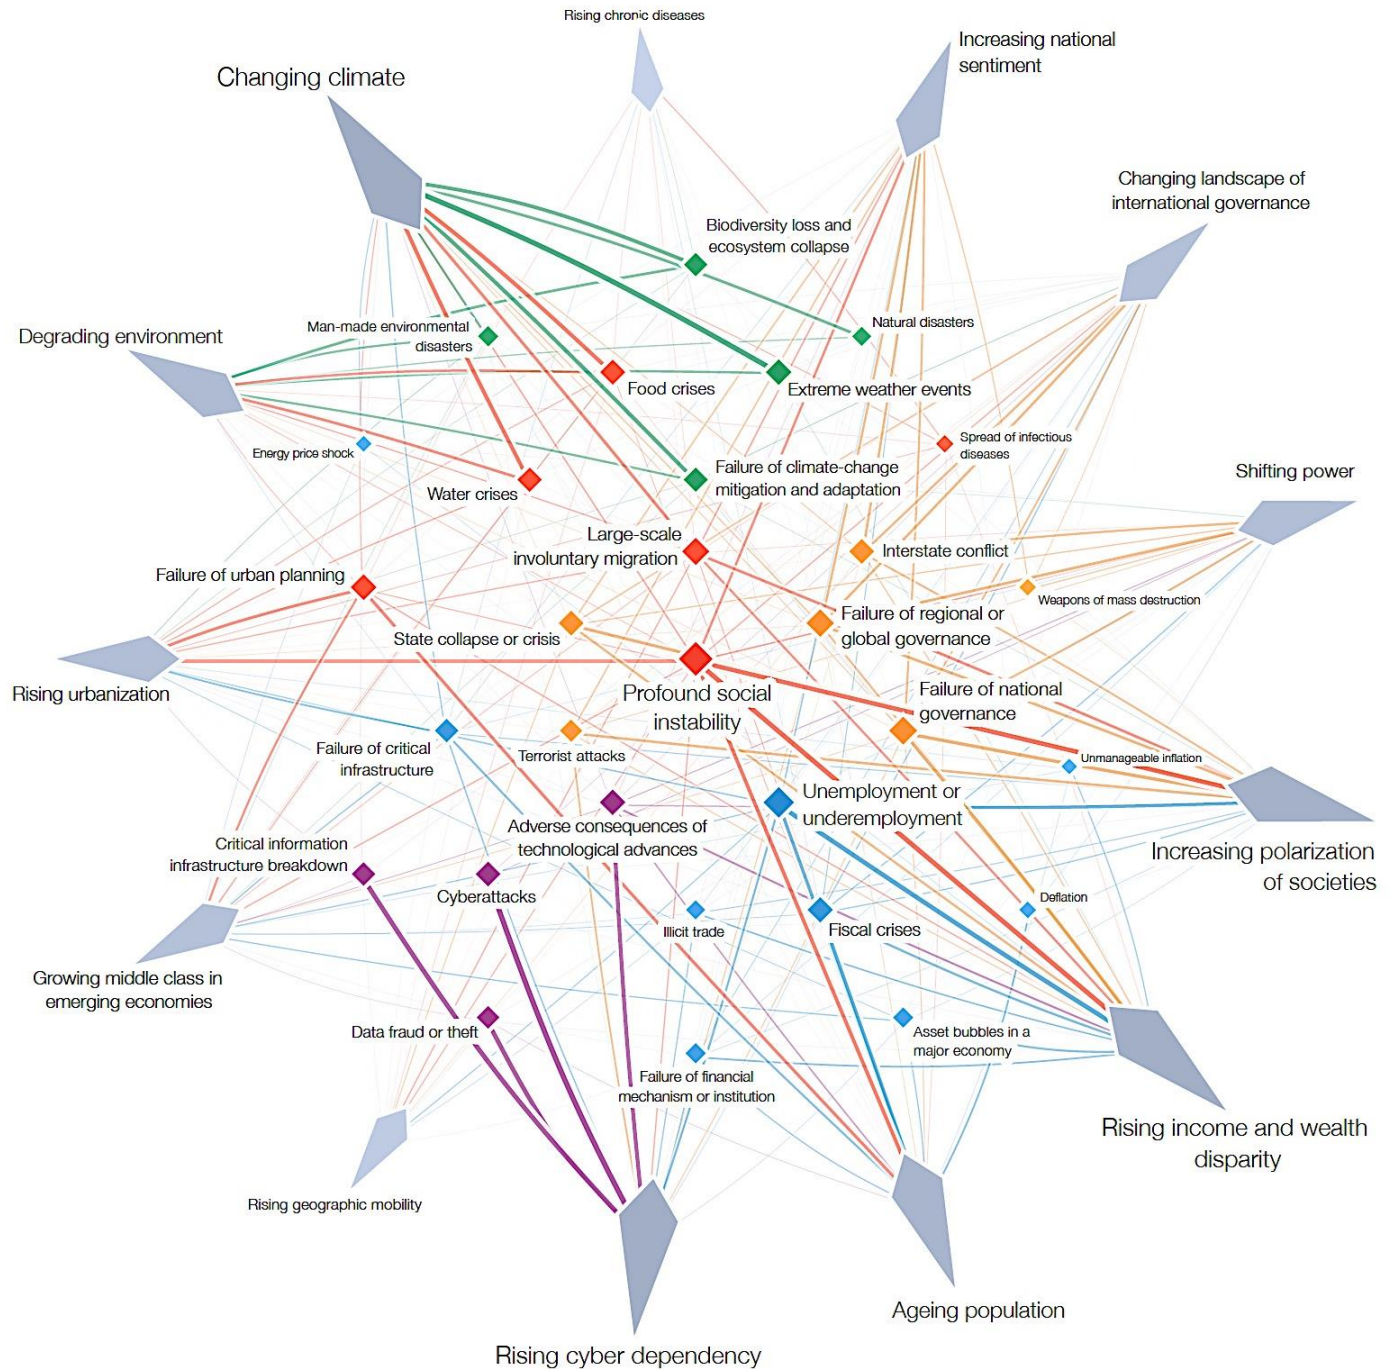 Rising chronic diseases
Increasing national
sentiment
Changing climate
Changing landscape of
international governance
Biodiversity loss and
ecosystem collapse
Degrading environment
Man-made environmental
disasters
Natural disasters
Food crises
Extreme weather events
Energy price shock
Spread of infectious
diseases
Water crises
Failure of climate-change
mitigation and adaptation
Shifting power
Large-scale
involuntary migration
Interstate conflict
Failure of urban planning
Weapons of mass destruction
State collapse or crisis
Failure of regional or
global governance
Rising urbanization
Profound social
instability
Failure of national
governance
Failure of critical
infrastructure
Terrorist attacks
Unmanageable inflation
Unemployment or
underemployment
Adverse consequences of
technological advances
Critical information
infrastructure breakdown
Cyberattacks
Increasing polarization
of societies
Illicit trade
Fiscal crises
Deflation
Growing middle class in
emerging economies
Data fraud or theft
Asset bubbles in a
major economy
Failure of financial
mechanism or institution
Rising income and wealth
disparity
Rising geographic mobility
Ageing population
Rising cyber dependency